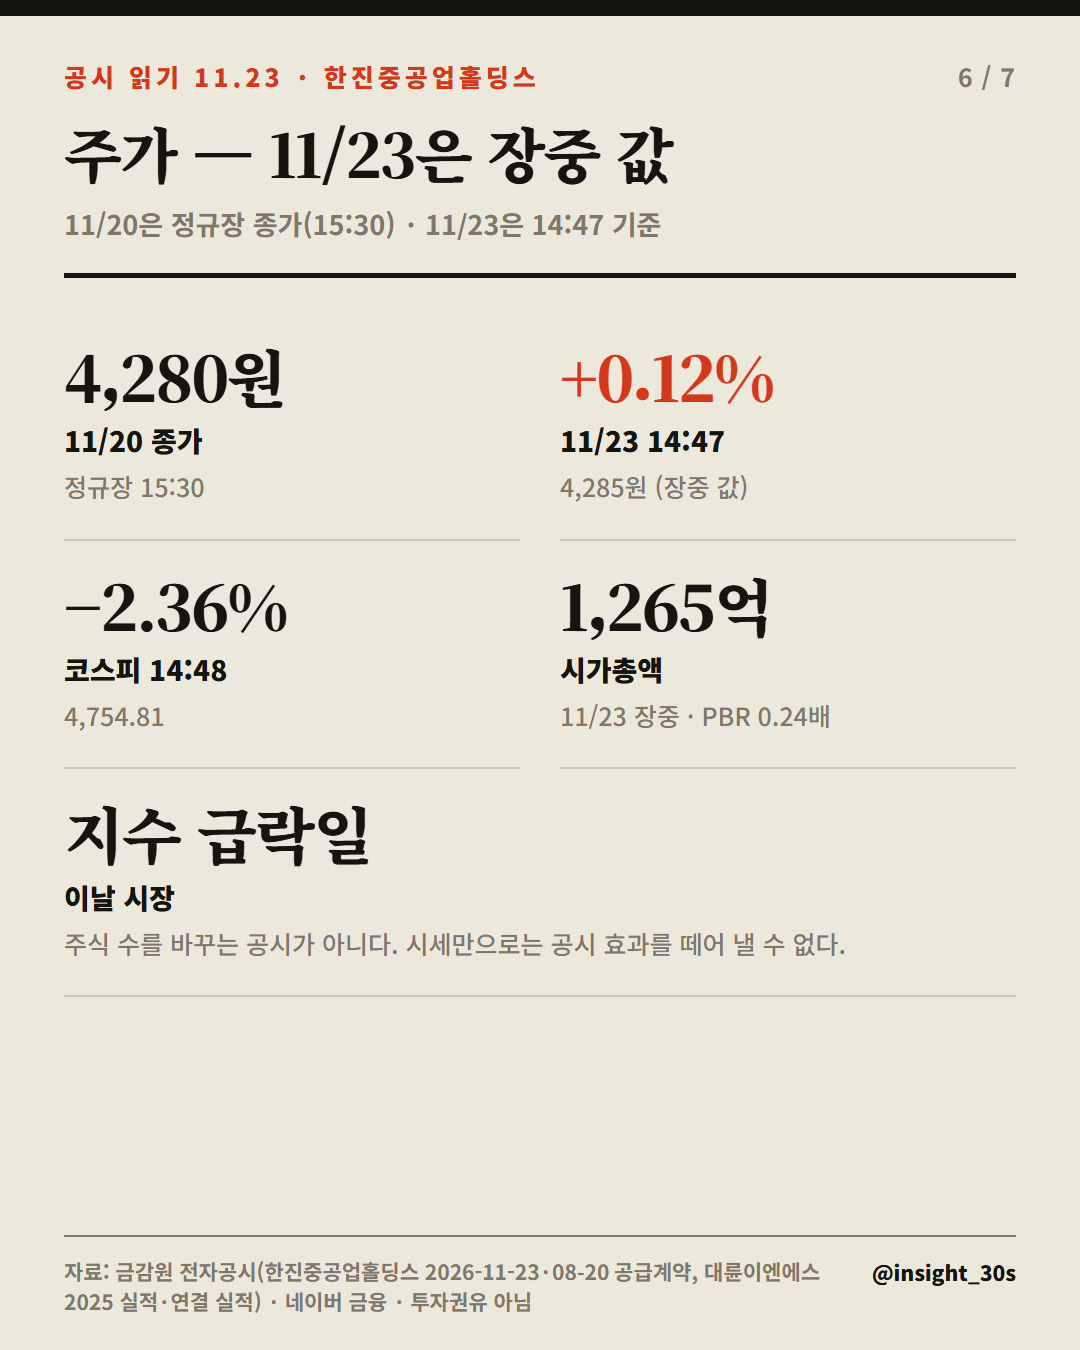 공시 읽기 11.23 · 한진중공업홀딩스
6 / 7
주가 — 11/23은 장중 값
11/20은 정규장 종가(15:30) · 11/23은 14:47 기준
4,280원
11/20 종가
정규장 15:30
+0.12%
11/23 14:47
4,285원 (장중 값)
−2.36%
코스피 14:48
4,754.81
1,265억
시가총액
11/23 장중 · PBR 0.24배
지수 급락일
이날 시장
주식 수를 바꾸는 공시가 아니다. 시세만으로는 공시 효과를 떼어 낼 수 없다.
자료: 금감원 전자공시(한진중공업홀딩스 2026-11-23·08-20 공급계약, 대륜이엔에스
2025 실적·연결 실적) · 네이버 금융 · 투자권유 아님
@insight_30s